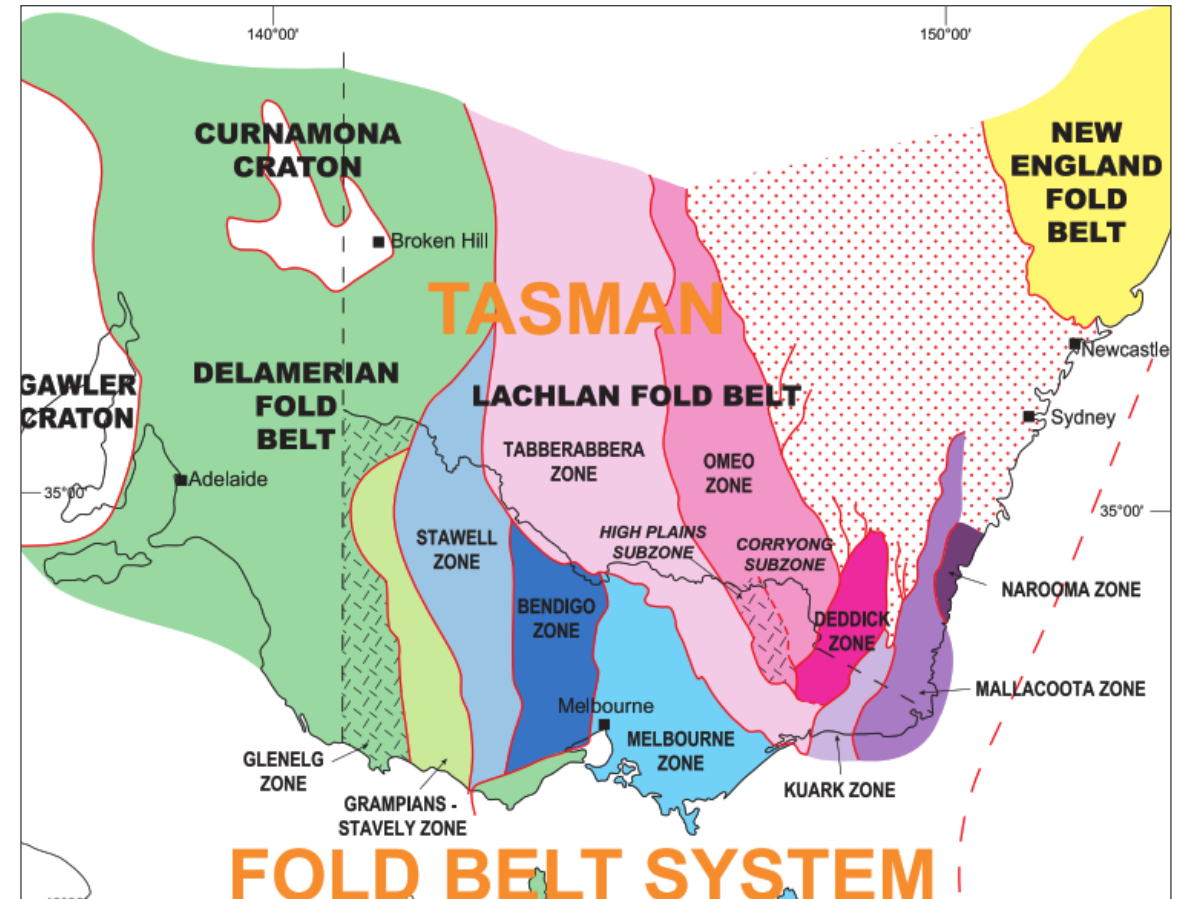 140°00'
150°00'
CURNAMONA
CRATON
NEW
ENGLAND
FOLD
BELT
Broken Hill
TASMAN
Newcastle
GAWLER
CRATON
DELAMERIAN
FOLD
BELT
LACHLAN FOLD BELT
Sydney
TABBERABBERA
ZONE
OMEO
ZONE
Adelaide
35°00'
35°00'
STAWELL
ZONE
HIGH PLAINS
SUBZONE
CORRYONG
SUBZONE
NAROOMA ZONE
BENDIGO
ZONE
DEDDICK
ZONE
MALLACOOTA ZONE
Melbourne
MELBOURNE
ZONE
GLENELG
ZONE
KUARK ZONE
GRAMPIANS -
STAVELY ZONE
FOLD BELT SYSTEM